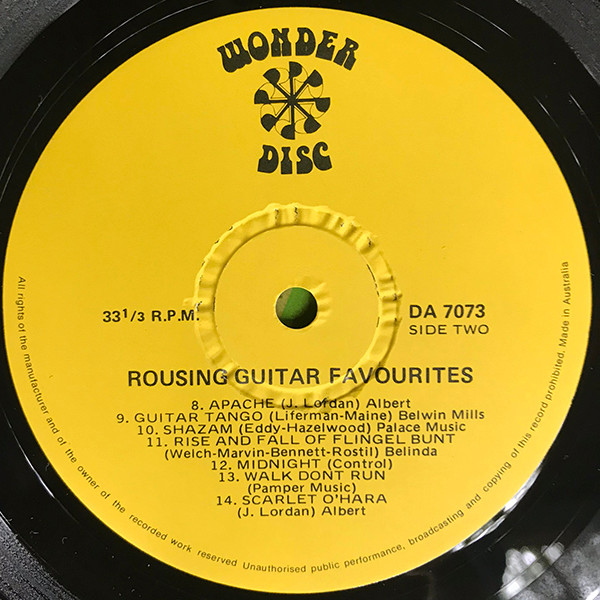 WONDER
DISC
33 1/3 R.P.M.
DA 7073
SIDE TWO
ROUSING GUITAR FAVOURITES
8. APACHE (J. Lordan) Albert
9. GUITAR TANGO (Liferman-Maine) Belwin Mills
10. SHAZAM (Eddy-Hazelwood) Palace Music
11. RISE AND FALL OF FLINGEL BUNT
(Welch-Marvin-Bennett-Rostil) Belinda
12. MIDNIGHT (Control)
13. WALK DONT RUN
(Pamper Music)
14. SCARLET O'HARA
(J. Lordan) Albert
All rights of the manufacturer and of the owner of the recorded work reserved Unauthorised public performance, broadcasting and copying of this record prohibited. Made in Australia